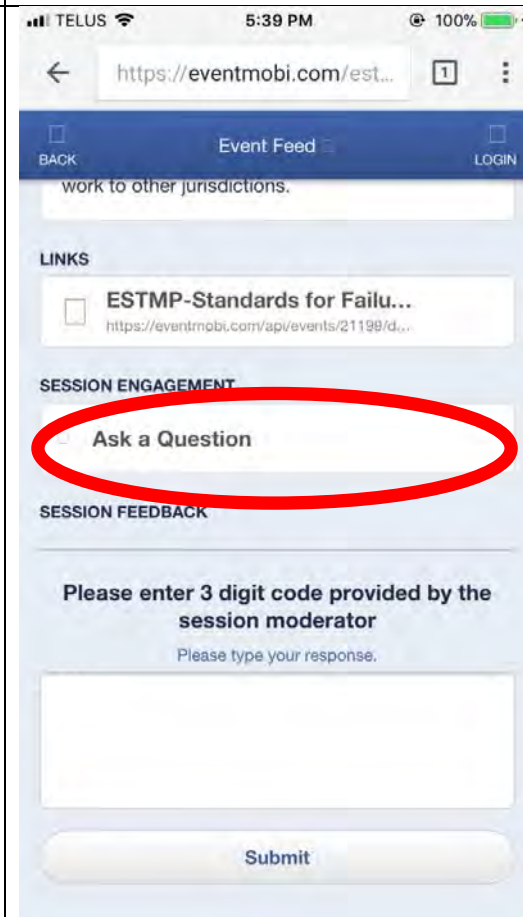 TELUS 5:39 PM 100%
https://eventmobi.com/est... 1
BACK Event Feed LOGIN
work to other jurisdictions.
LINKS
ESTMP-Standards for Failu...
https://eventmobi.com/api/events/21199/d...
SESSION ENGAGEMENT
Ask a Question
SESSION FEEDBACK
Please enter 3 digit code provided by the
session moderator
Please type your response.
Submit